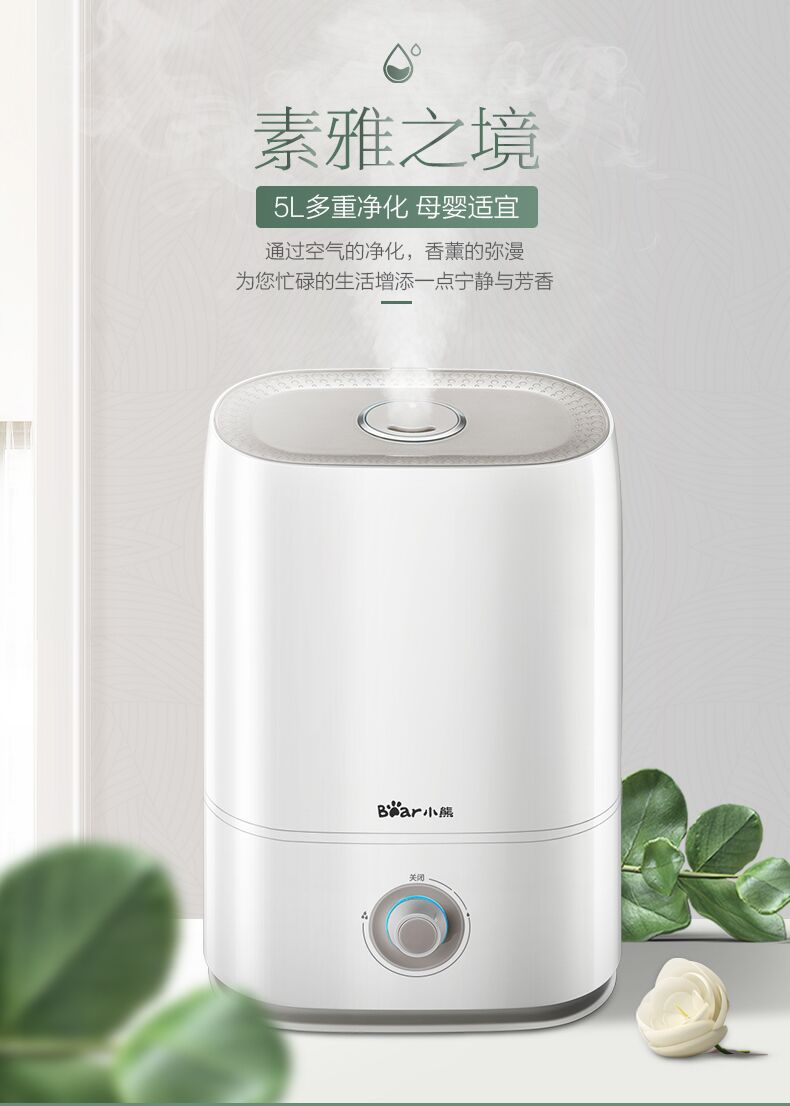 素雅之境
5L多重净化 母婴适宜
通过空气的净化，香薰的弥漫
为您忙碌的生活增添一点宁静与芳香
Bear小熊
关闭